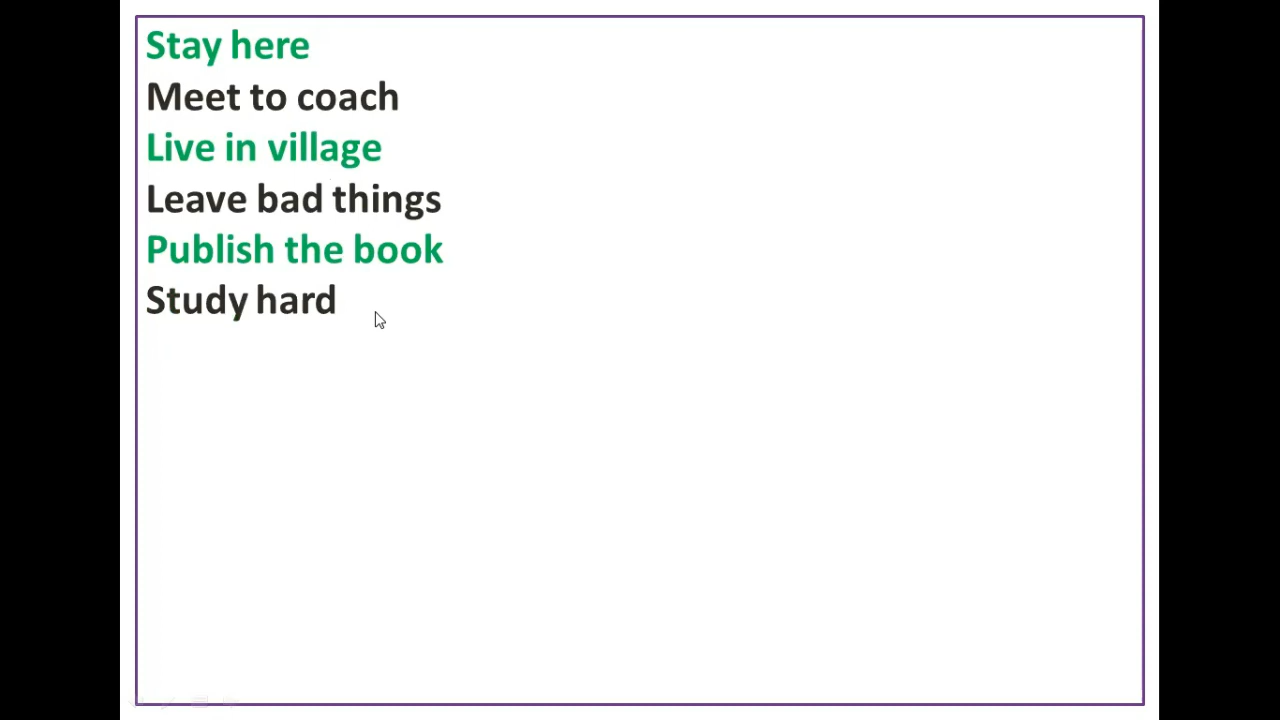 Stay here
Meet to coach
Live in village
Leave bad things
Publish the book
Study hard